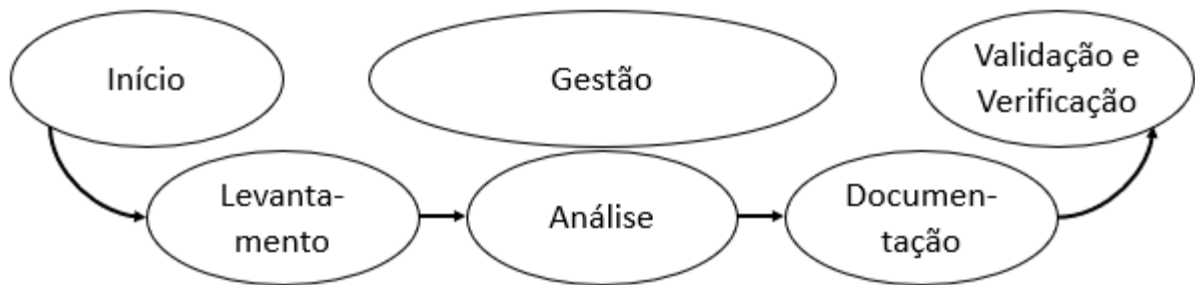 Início
Gestão
Validação e
Verificação
Levanta-
mento
Análise
Documen-
tação